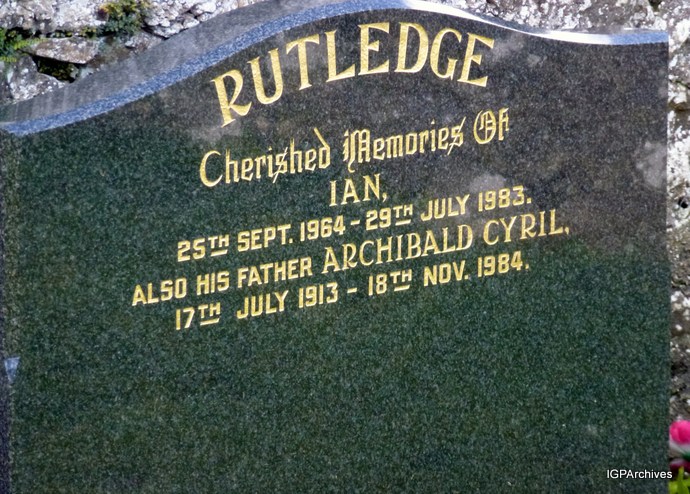 RUTLEDGE
Cherished Memories Of
IAN,
25TH SEPT. 1964 - 29TH JULY 1983.
ALSO HIS FATHER ARCHIBALD CYRIL,
17TH JULY 1913 - 18TH NOV. 1984.
IGPArchives